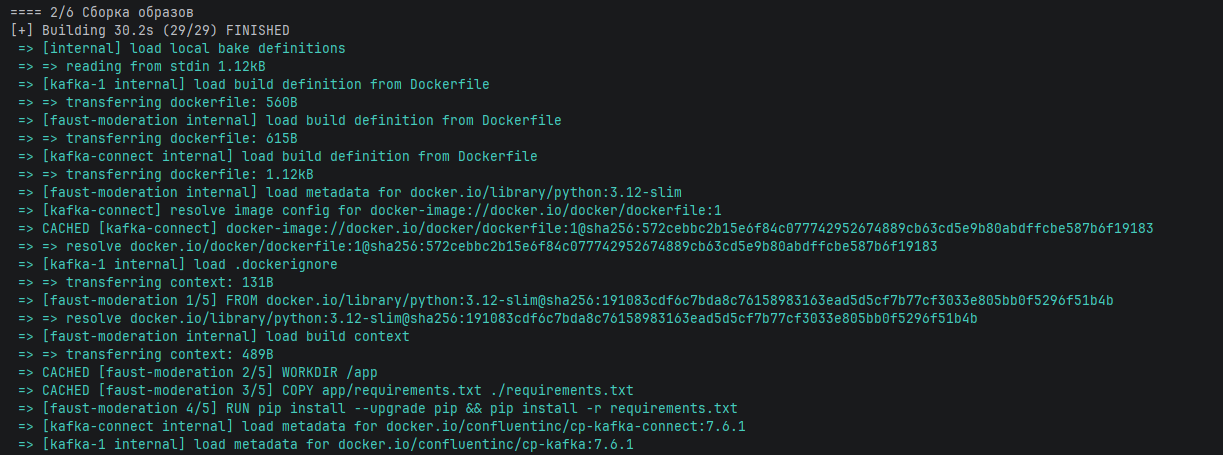 ==== 2/6 Сборка образов
[+] Building 30.2s (29/29) FINISHED
=> [internal] load local bake definitions
=> => reading from stdin 1.12kB
=> [kafka-1 internal] load build definition from Dockerfile
=> => transferring dockerfile: 560B
=> [faust-moderation internal] load build definition from Dockerfile
=> => transferring dockerfile: 615B
=> [kafka-connect internal] load build definition from Dockerfile
=> => transferring dockerfile: 1.12kB
=> [faust-moderation internal] load metadata for docker.io/library/python:3.12-slim
=> [kafka-connect] resolve image config for docker-image://docker.io/docker/dockerfile:1
=> CACHED [kafka-connect] docker-image://docker.io/docker/dockerfile:1@sha256:572cebbc2b15e6f84c077742952674889cb63cd5e9b80abdffcbe587b6f19183
=> => resolve docker.io/docker/dockerfile:1@sha256:572cebbc2b15e6f84c077742952674889cb63cd5e9b80abdffcbe587b6f19183
=> [kafka-1 internal] load .dockerignore
=> => transferring context: 131B
=> [faust-moderation 1/5] FROM docker.io/library/python:3.12-slim@sha256:191083cdf6c7bda8c76158983163ead5d5cf7b77cf3033e805bb0f5296f51b4b
=> => resolve docker.io/library/python:3.12-slim@sha256:191083cdf6c7bda8c76158983163ead5d5cf7b77cf3033e805bb0f5296f51b4b
=> [faust-moderation internal] load build context
=> => transferring context: 489B
=> CACHED [faust-moderation 2/5] WORKDIR /app
=> CACHED [faust-moderation 3/5] COPY app/requirements.txt ./requirements.txt
=> [faust-moderation 4/5] RUN pip install --upgrade pip && pip install -r requirements.txt
=> [kafka-connect internal] load metadata for docker.io/confluentinc/cp-kafka-connect:7.6.1
=> [kafka-1 internal] load metadata for docker.io/confluentinc/cp-kafka:7.6.1